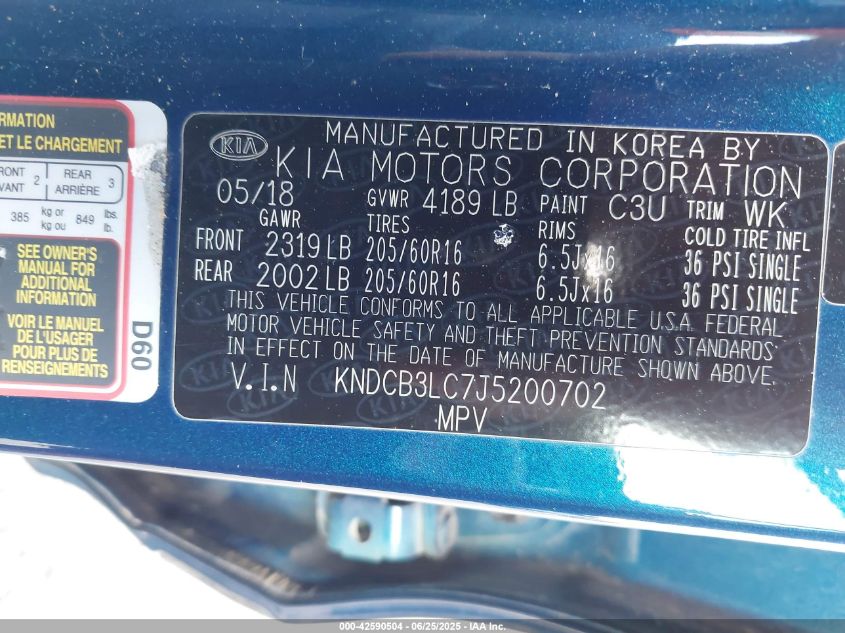 RMATION
ET LE CHARGEMENT
FRONT
VANT 2 REAR
ARRIÈRE 3
385 kg or
kg ou 849 lbs.
lb.
SEE OWNER'S
MANUAL FOR
ADDITIONAL
INFORMATION
VOIR LE MANUEL
DE L'USAGER
POUR PLUS DE
RENSEIGNEMENTS
D60
KIA
MANUFACTURED IN KOREA BY
KIA MOTORS CORPORATION
05/18 GVWR 4189 LB PAINT C3U TRIM WK
GAWR TIRES RIMS COLD TIRE INFL
FRONT 2319 LB 205/60R16 6.5Jx16 36 PSI SINGLE
REAR 2002 LB 205/60R16 6.5Jx16 36 PSI SINGLE
THIS VEHICLE CONFORMS TO ALL APPLICABLE U.S.A. FEDERAL
MOTOR VEHICLE SAFETY AND THEFT PREVENTION STANDARDS
IN EFFECT ON THE DATE OF MANUFACTURE SHOWN ABOVE.
V.I.N KNDCB3LC7J5200702
MPV
000-42590504 / 06/25/2025 - IAA Inc.